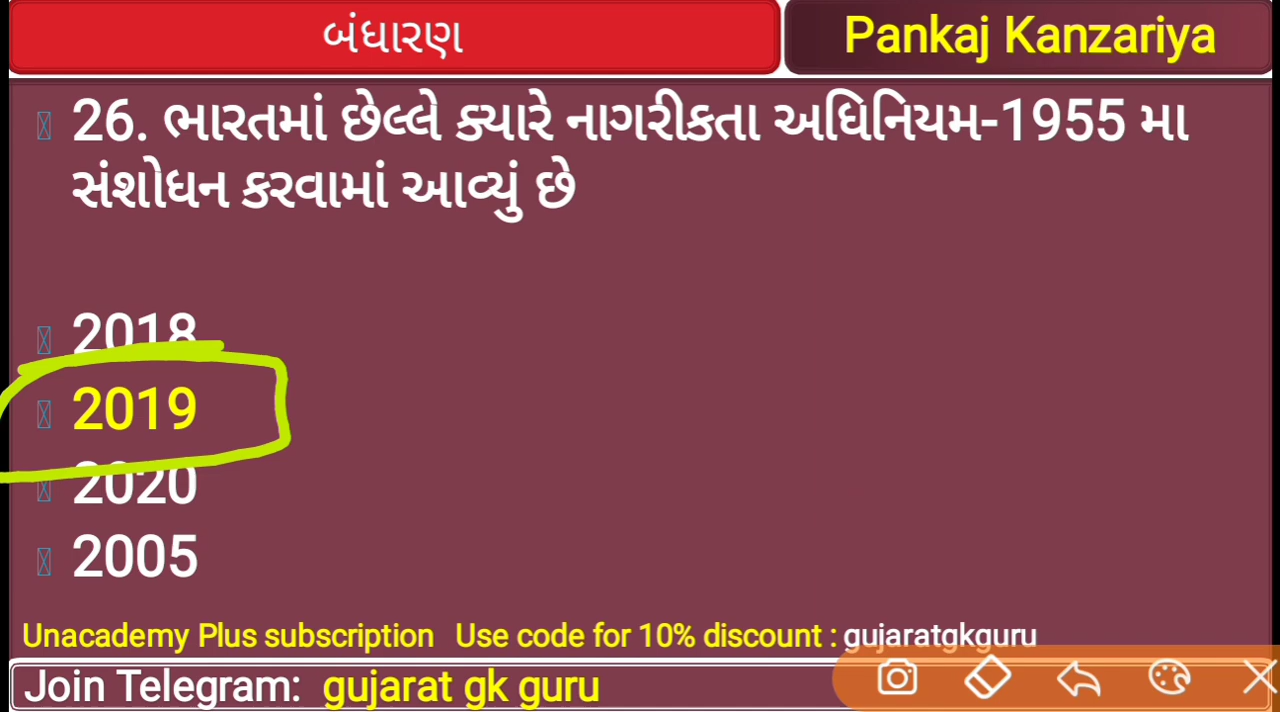 બંધારણ
Pankaj Kanzariya
26. ભારતમાં છેલ્લે ક્યારે નાગરીકતા અધિનિયમ-1955 મા
સંશોધન કરવામાં આવ્યું છે
2018
2019
2020
2005
Unacademy Plus subscription Use code for 10% discount : gujaratgkguru
Join Telegram: gujarat gk guru